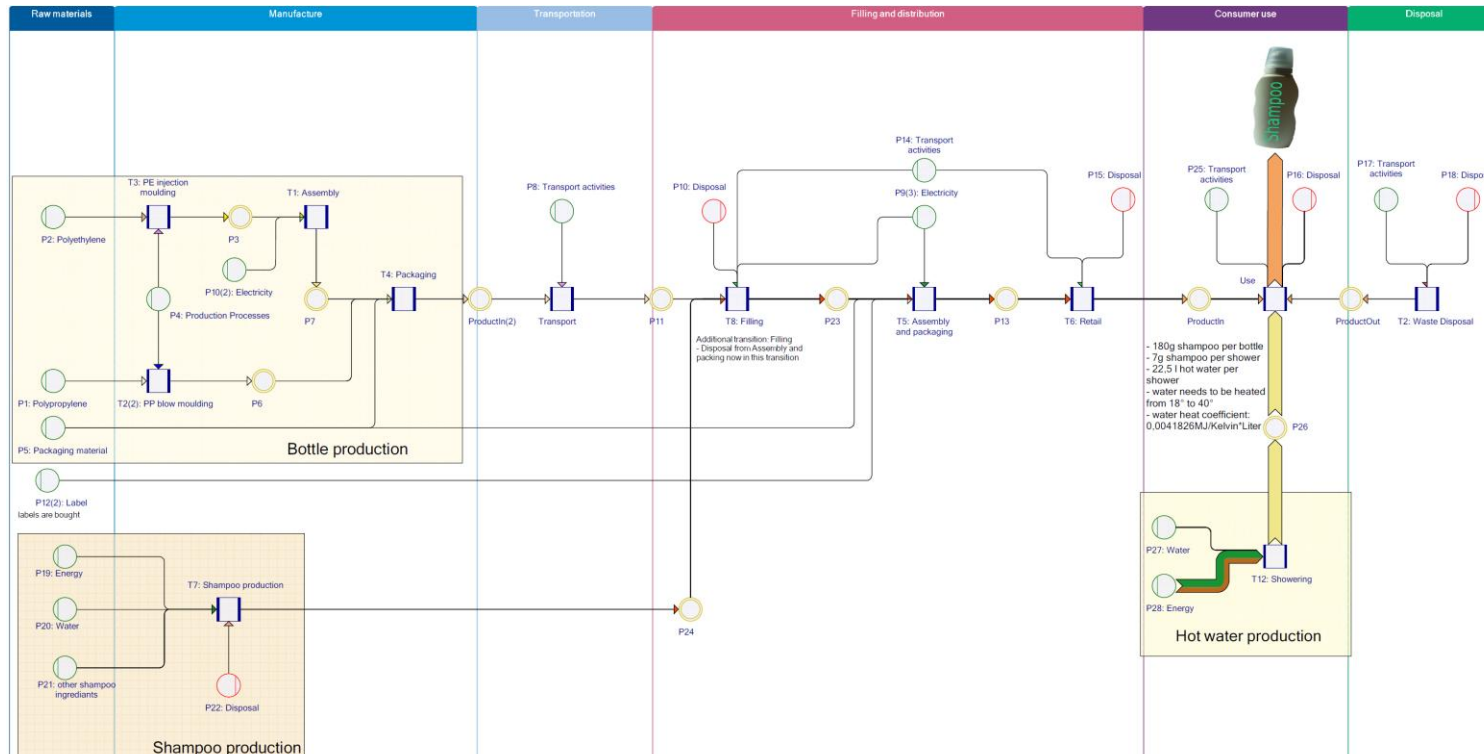 Raw materials
Manufacture
Transportation
Filling and distribution
Consumer use
Disposal
shampoo
P14: Transport
activities
T3: PE injection
moulding
T1: Assembly
P8: Transport activities
P10: Disposal
P9(3): Electricity
P15: Disposal
P25: Transport
activities
P16: Disposal
P17: Transport
activities
P18: Dispo
P2: Polyethylene
P3
P10(2): Electricity
T4: Packaging
P4: Production Processes
P7
ProductIn(2)
Transport
P11
T8: Filling
P23
T5: Assembly
and packaging
P13
T6: Retail
ProductIn
Use
ProductOut
T2: Waste Disposal
Additional transition: Filling
- Disposal from Assembly and
packing now in this transition
- 180g shampoo per bottle
- 7g shampoo per shower
- 22,5 l hot water per
shower
- water needs to be heated
from 18° to 40°
- water heat coefficient:
0,0041826MJ/Kelvin*Liter
P26
P1: Polypropylene
T2(2): PP blow moulding
P6
P5: Packaging material
Bottle production
P12(2): Label
labels are bought
P19: Energy
T7: Shampoo production
P20: Water
P24
P21: other shampoo
ingrediants
P22: Disposal
Shampoo production
P27: Water
T12: Showering
P28: Energy
Hot water production